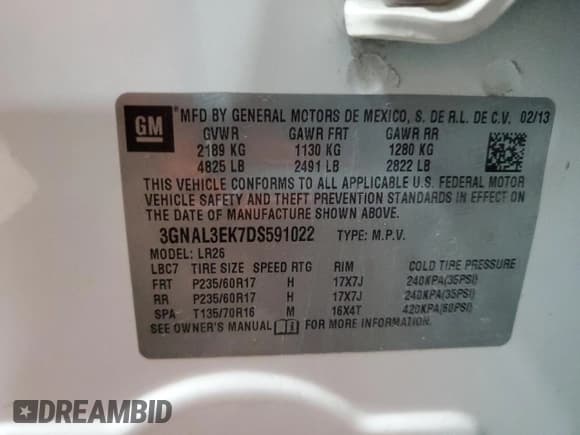 GM ® MFD BY GENERAL MOTORS DE MEXICO, S. DE R.L. DE C.V. 02/13
GVWR GAWR FRT GAWR RR
2189 KG 1130 KG 1280 KG
4825 LB 2491 LB 2822 LB
THIS VEHICLE CONFORMS TO ALL APPLICABLE U.S. FEDERAL MOTOR
VEHICLE SAFETY AND THEFT PREVENTION STANDARDS IN EFFECT ON
THE DATE OF MANUFACTURE SHOWN ABOVE.
3GNAL3EK7DS591022 TYPE: M.P.V.
MODEL: LR26
LBC7 TIRE SIZE SPEED RTG RIM COLD TIRE PRESSURE
FRT P235/60R17 H 17X7J 240KPA(35PSI)
RR P235/60R17 H 17X7J 240KPA(35PSI)
SPA T135/70R16 M 16X4T 420KPA(60PSI)
SEE OWNER'S MANUAL i FOR MORE INFORMATION.
DREAMBID